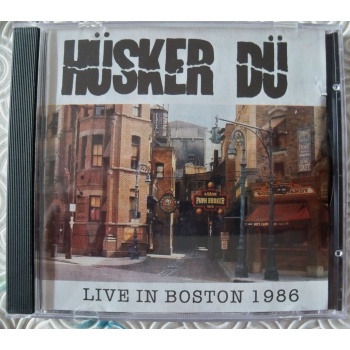 HÜSKER DÜ
LIVE IN BOSTON 1986